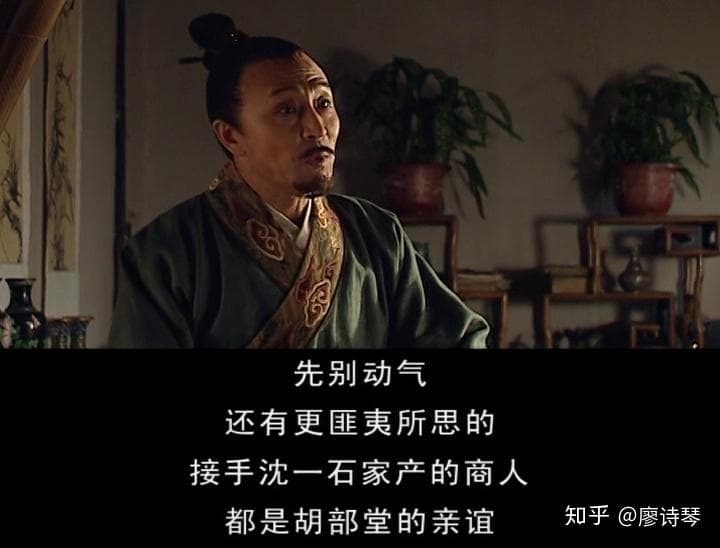 先别动气
还有更匪夷所思的
接手沈一石家产的商人
都是胡部堂的亲谊
知乎 @廖诗琴